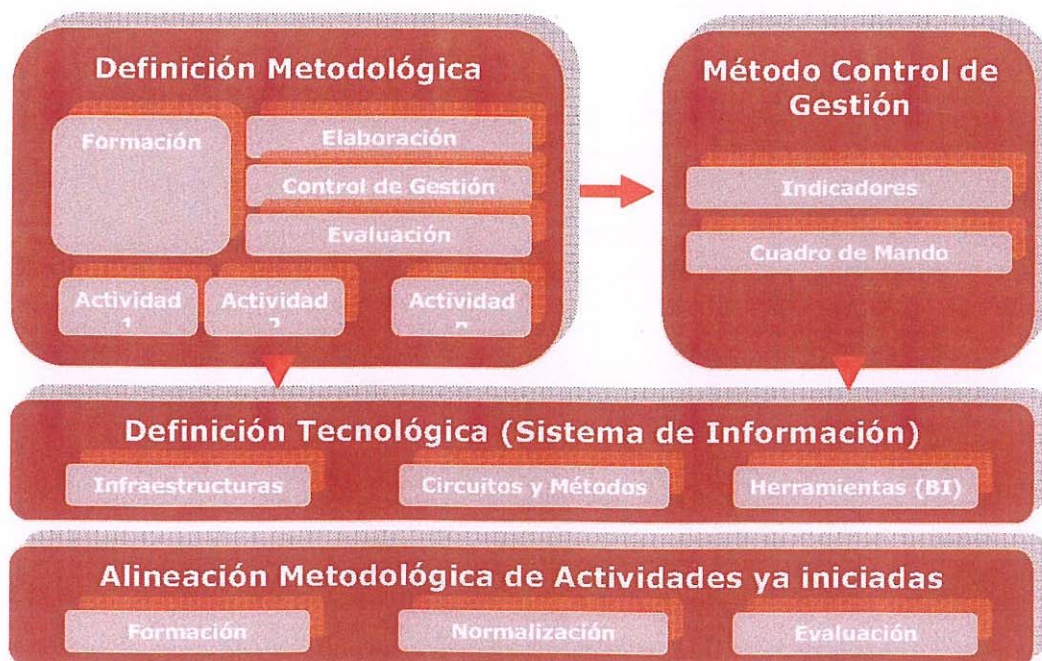 Definición Metodológica
Formación
Elaboración
Control de Gestión
Evaluación
Actividad
Actividad
Actividad
Método Control de
Gestión
Indicadores
Cuadro de Mando
Definición Tecnológica (Sistema de Información)
Infraestructuras
Circuitos y Métodos
Herramientas (BI)
Alineación Metodológica de Actividades ya iniciadas
Formación
Normalización
Evaluación